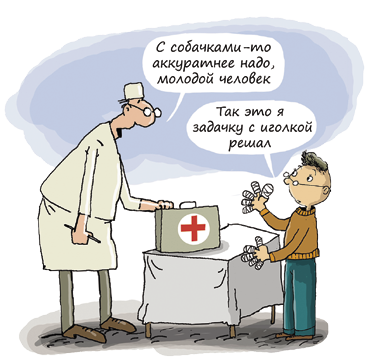 С собачками-то
аккуратнее надо,
молодой человек
Так это я
задачку с иголкой
решал